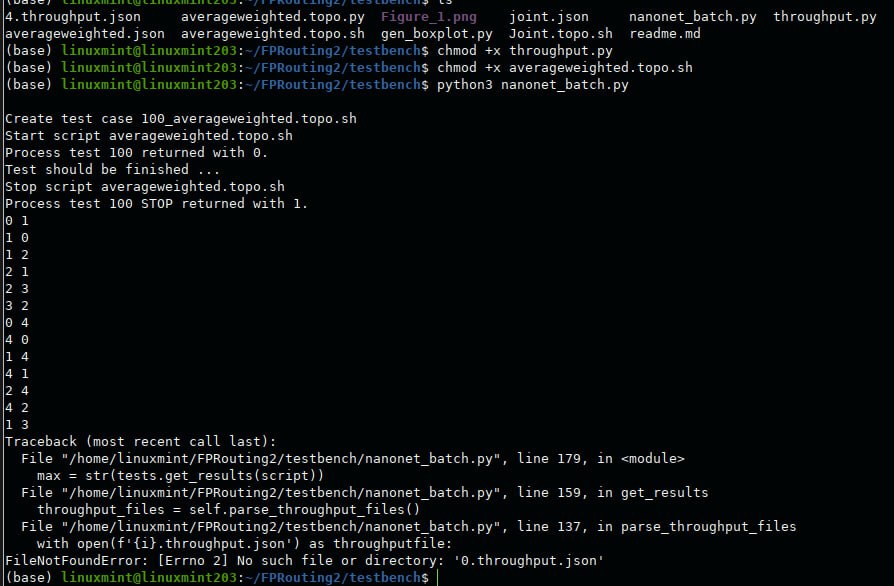 (base) linuxmint@linuxmint203:~/FPRouting2/testbench$ ls
4.throughput.json     averageweighted.topo.py  Figure_1.png    joint.json     nanonet_batch.py  throughput.py
averageweighted.json  averageweighted.topo.sh  gen_boxplot.py  Joint.topo.sh  readme.md
(base) linuxmint@linuxmint203:~/FPRouting2/testbench$ chmod +x throughput.py
(base) linuxmint@linuxmint203:~/FPRouting2/testbench$ chmod +x averageweighted.topo.sh
(base) linuxmint@linuxmint203:~/FPRouting2/testbench$ python3 nanonet_batch.py
Create test case 100_averageweighted.topo.sh
Start script averageweighted.topo.sh
Process test 100 returned with 0.
Test should be finished ...
Stop script averageweighted.topo.sh
Process test 100 STOP returned with 1.
0 1
1 0
1 2
2 1
2 3
3 2
0 4
4 0
1 4
4 1
2 4
4 2
1 3
Traceback (most recent call last):
  File "/home/linuxmint/FPRouting2/testbench/nanonet_batch.py", line 179, in <module>
    max = str(tests.get_results(script))
  File "/home/linuxmint/FPRouting2/testbench/nanonet_batch.py", line 159, in get_results
    throughput_files = self.parse_throughput_files()
  File "/home/linuxmint/FPRouting2/testbench/nanonet_batch.py", line 137, in parse_throughput_files
    with open(f'{i}.throughput.json') as throughputfile:
FileNotFoundError: [Errno 2] No such file or directory: '0.throughput.json'
(base) linuxmint@linuxmint203:~/FPRouting2/testbench$